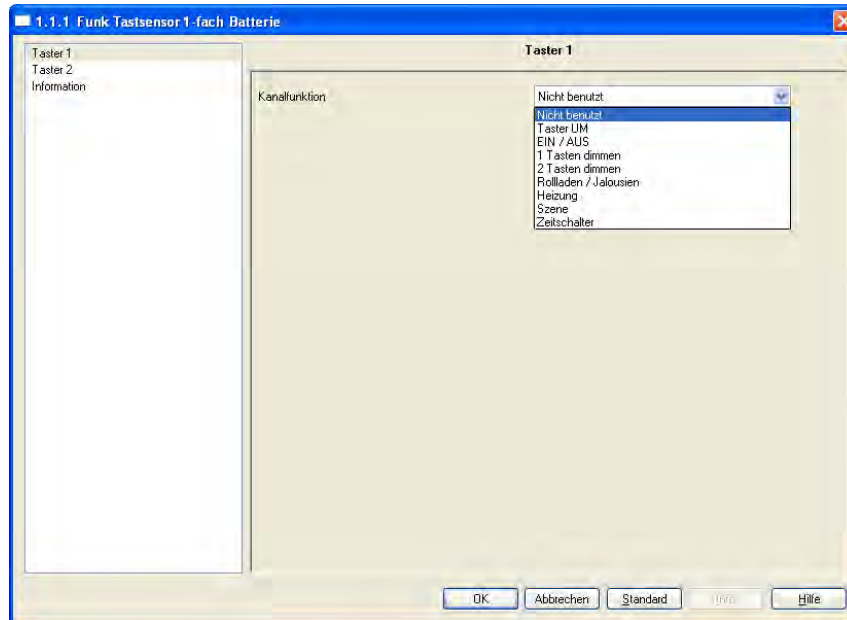 1.1.1 Funk Tastsensor 1-fach Batterie
Taster 1
Taster 2
Information
Taster 1
Kanalfunktion
Nicht benutzt
Nicht benutzt
Taster UM
EIN / AUS
1 Tasten dimmen
2 Tasten dimmen
Rollladen / Jalousien
Heizung
Szene
Zeitschalter
OK
Abbrechen
Standard
Hilfe